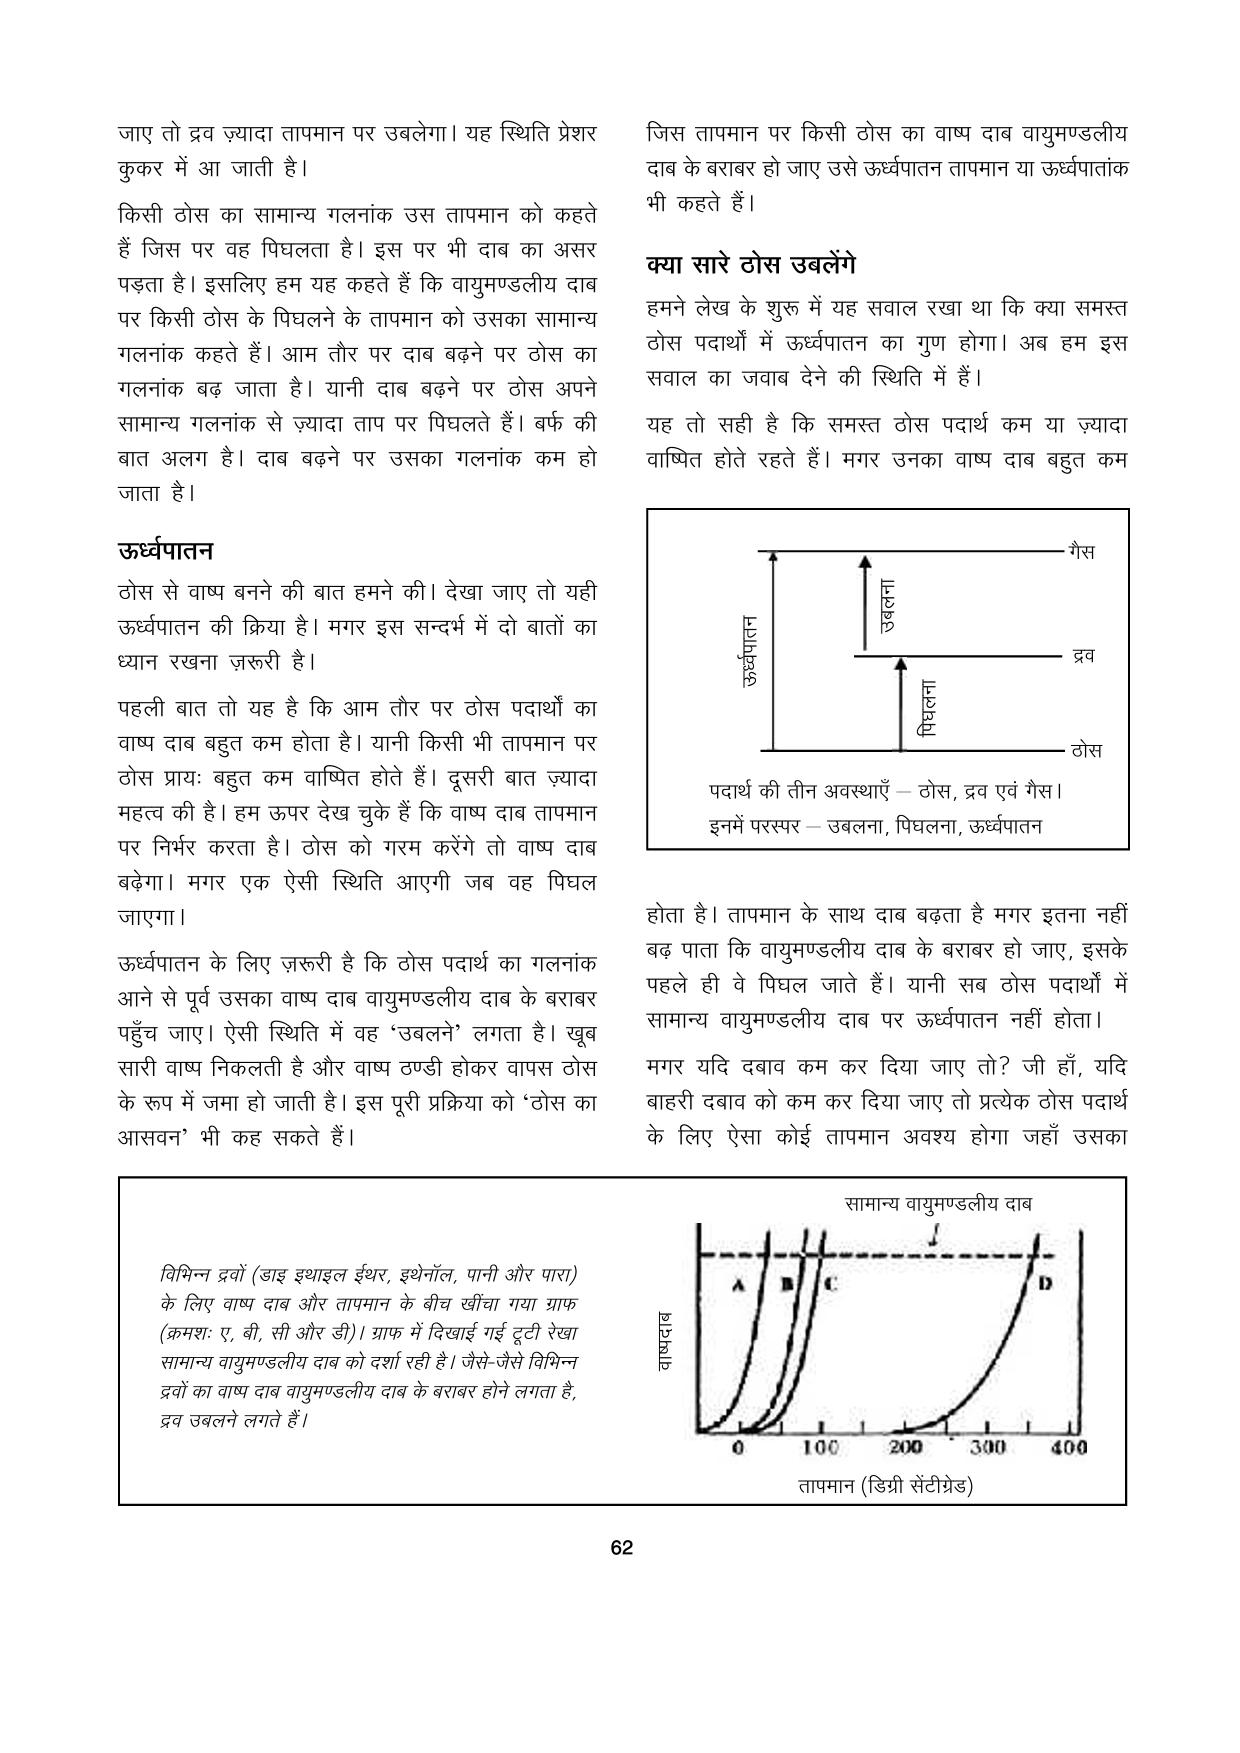 जाए तो द्रव ज़्यादा तापमान पर उबलेगा। यह स्थिति प्रेशर
कुकर में आ जाती है।
किसी ठोस का सामान्य गलनांक उस तापमान को कहते
हैं जिस पर वह पिघलता है। इस पर भी दाब का असर
पड़ता है। इसलिए हम यह कहते हैं कि वायुमण्डलीय दाब
पर किसी ठोस के पिघलने के तापमान को उसका सामान्य
गलनांक कहते हैं। आम तौर पर दाब बढ़ने पर ठोस का
गलनांक बढ़ जाता है। यानी दाब बढ़ने पर ठोस अपने
सामान्य गलनांक से ज़्यादा ताप पर पिघलते हैं। बर्फ की
बात अलग है। दाब बढ़ने पर उसका गलनांक कम हो
जाता है।
ऊर्ध्वपातन
ठोस से वाष्प बनने की बात हमने की। देखा जाए तो यही
ऊर्ध्वपातन की क्रिया है। मगर इस सन्दर्भ में दो बातों का
ध्यान रखना ज़रूरी है।
पहली बात तो यह है कि आम तौर पर ठोस पदार्थों का
वाष्प दाब बहुत कम होता है। यानी किसी भी तापमान पर
ठोस प्रायः बहुत कम वाष्पित होते हैं। दूसरी बात ज़्यादा
महत्व की है। हम ऊपर देख चुके हैं कि वाष्प दाब तापमान
पर निर्भर करता है। ठोस को गरम करेंगे तो वाष्प दाब
बढ़ेगा। मगर एक ऐसी स्थिति आएगी जब वह पिघल
जाएगा।
ऊर्ध्वपातन के लिए ज़रूरी है कि ठोस पदार्थ का गलनांक
आने से पूर्व उसका वाष्प दाब वायुमण्डलीय दाब के बराबर
पहुँच जाए। ऐसी स्थिति में वह ‘उबलने’ लगता है। खूब
सारी वाष्प निकलती है और वाष्प ठण्डी होकर वापस ठोस
के रूप में जमा हो जाती है। इस पूरी प्रक्रिया को ‘ठोस का
आसवन’ भी कह सकते हैं।
जिस तापमान पर किसी ठोस का वाष्प दाब वायुमण्डलीय
दाब के बराबर हो जाए उसे ऊर्ध्वपातन तापमान या ऊर्ध्वपातांक
भी कहते हैं।
क्या सारे ठोस उबलेंगे
हमने लेख के शुरू में यह सवाल रखा था कि क्या समस्त
ठोस पदार्थों में ऊर्ध्वपातन का गुण होगा। अब हम इस
सवाल का जवाब देने की स्थिति में हैं।
यह तो सही है कि समस्त ठोस पदार्थ कम या ज़्यादा
वाष्पित होते रहते हैं। मगर उनका वाष्प दाब बहुत कम
गैस
उबलना
ऊर्ध्वपातन
द्रव
पिघलना
ठोस
पदार्थ की तीन अवस्थाएँ – ठोस, द्रव एवं गैस।
इनमें परस्पर – उबलना, पिघलना, ऊर्ध्वपातन
होता है। तापमान के साथ दाब बढ़ता है मगर इतना नहीं
बढ़ पाता कि वायुमण्डलीय दाब के बराबर हो जाए, इसके
पहले ही वे पिघल जाते हैं। यानी सब ठोस पदार्थों में
सामान्य वायुमण्डलीय दाब पर ऊर्ध्वपातन नहीं होता।
मगर यदि दबाव कम कर दिया जाए तो? जी हाँ, यदि
बाहरी दबाव को कम कर दिया जाए तो प्रत्येक ठोस पदार्थ
के लिए ऐसा कोई तापमान अवश्य होगा जहाँ उसका
विभिन्न द्रवों (डाइ इथाइल ईथर, इथेनॉल, पानी और पारा)
के लिए वाष्प दाब और तापमान के बीच खींचा गया ग्राफ
(क्रमशः ए, बी, सी और डी)। ग्राफ में दिखाई गई टूटी रेखा
सामान्य वायुमण्डलीय दाब को दर्शा रही है। जैसे-जैसे विभिन्न
द्रवों का वाष्प दाब वायुमण्डलीय दाब के बराबर होने लगता है,
द्रव उबलने लगते हैं।
सामान्य वायुमण्डलीय दाब
A B C D
वाष्पदाब
0 100 200 300 400
तापमान (डिग्री सेंटीग्रेड)
62